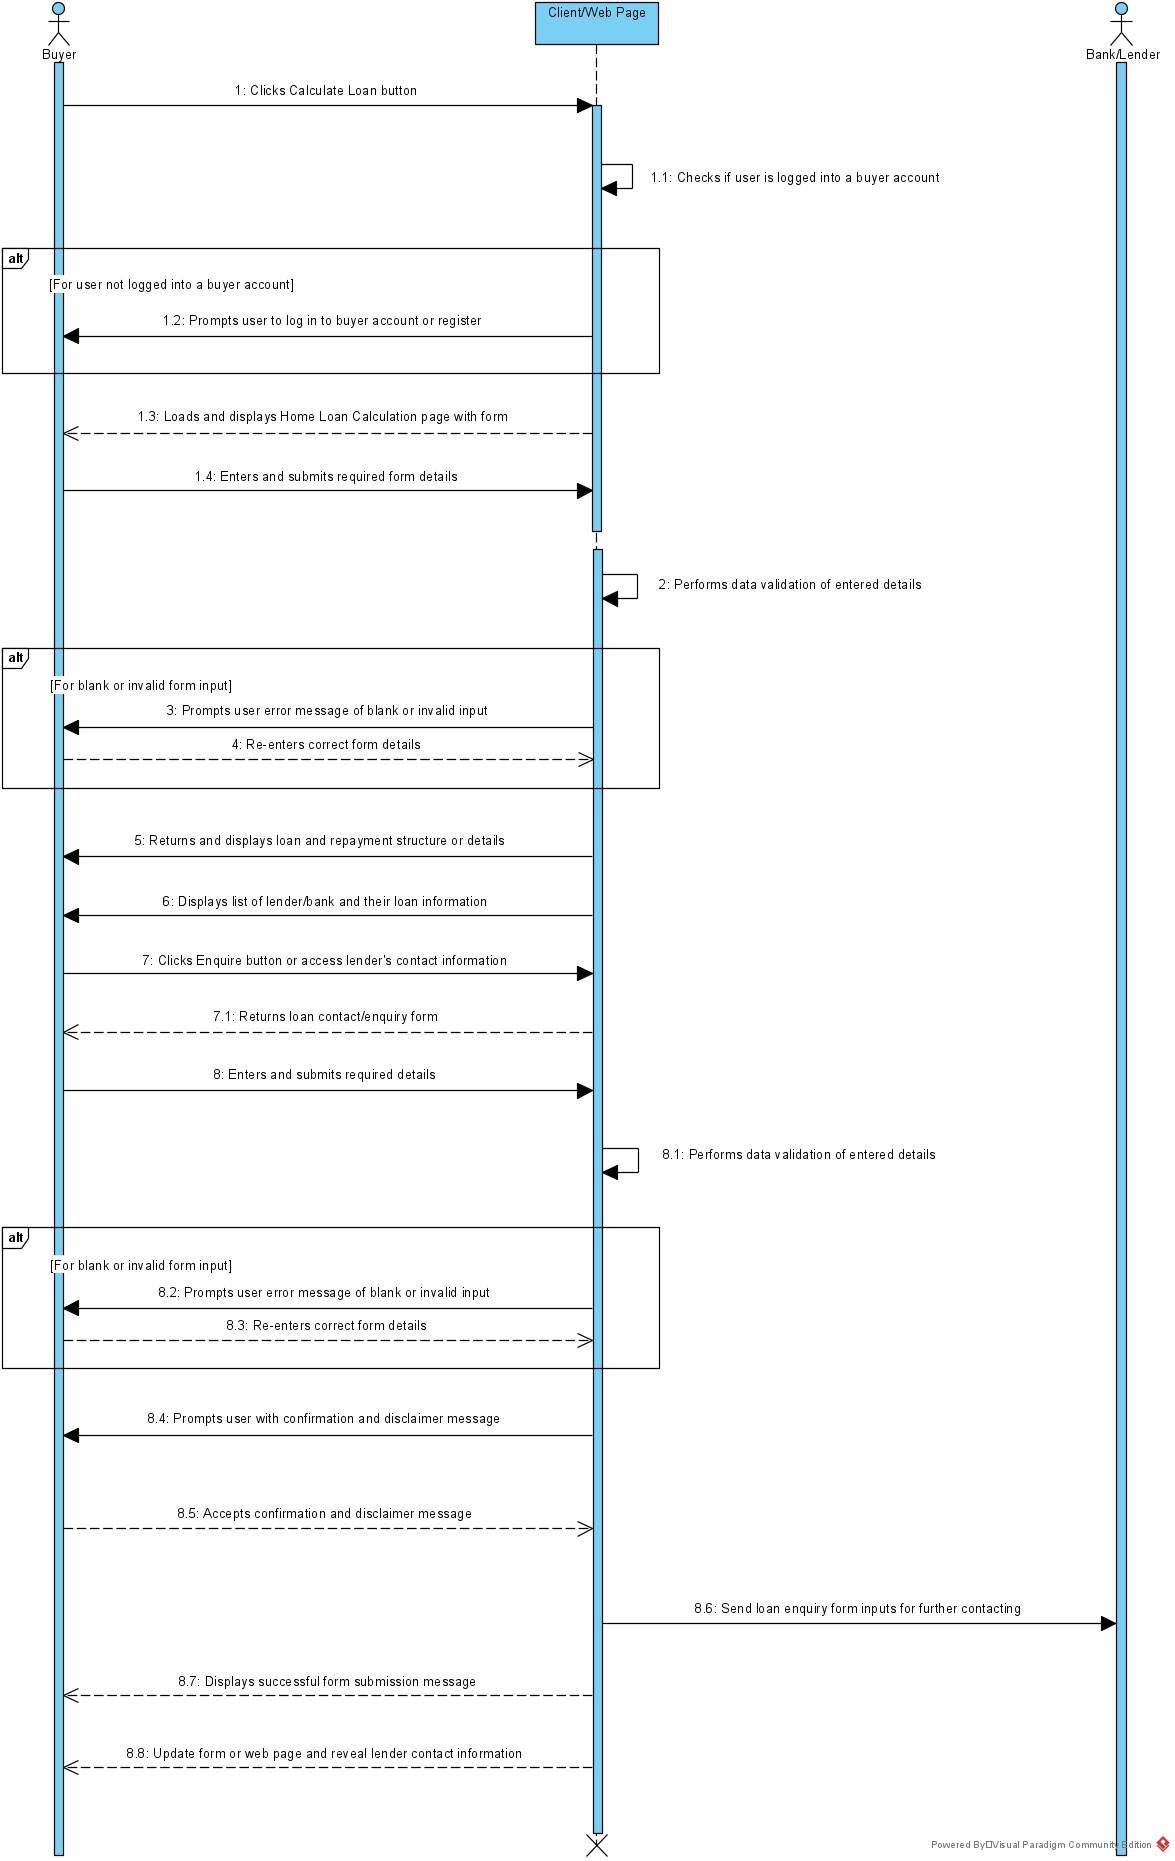 Buyer
Client/Web Page
Bank/Lender
1: Clicks Calculate Loan button
1.1: Checks if user is logged into a buyer account
alt
[For user not logged into a buyer account]
1.2: Prompts user to log in to buyer account or register
1.3: Loads and displays Home Loan Calculation page with form
1.4: Enters and submits required form details
2: Performs data validation of entered details
alt
[For blank or invalid form input]
3: Prompts user error message of blank or invalid input
4: Re-enters correct form details
5: Returns and displays loan and repayment structure or details
6: Displays list of lender/bank and their loan information
7: Clicks Enquire button or access lender's contact information
7.1: Returns loan contact/enquiry form
8: Enters and submits required details
8.1: Performs data validation of entered details
alt
[For blank or invalid form input]
8.2: Prompts user error message of blank or invalid input
8.3: Re-enters correct form details
8.4: Prompts user with confirmation and disclaimer message
8.5: Accepts confirmation and disclaimer message
8.6: Send loan enquiry form inputs for further contacting
8.7: Displays successful form submission message
8.8: Update form or web page and reveal lender contact information
Powered By□Visual Paradigm Community Edition